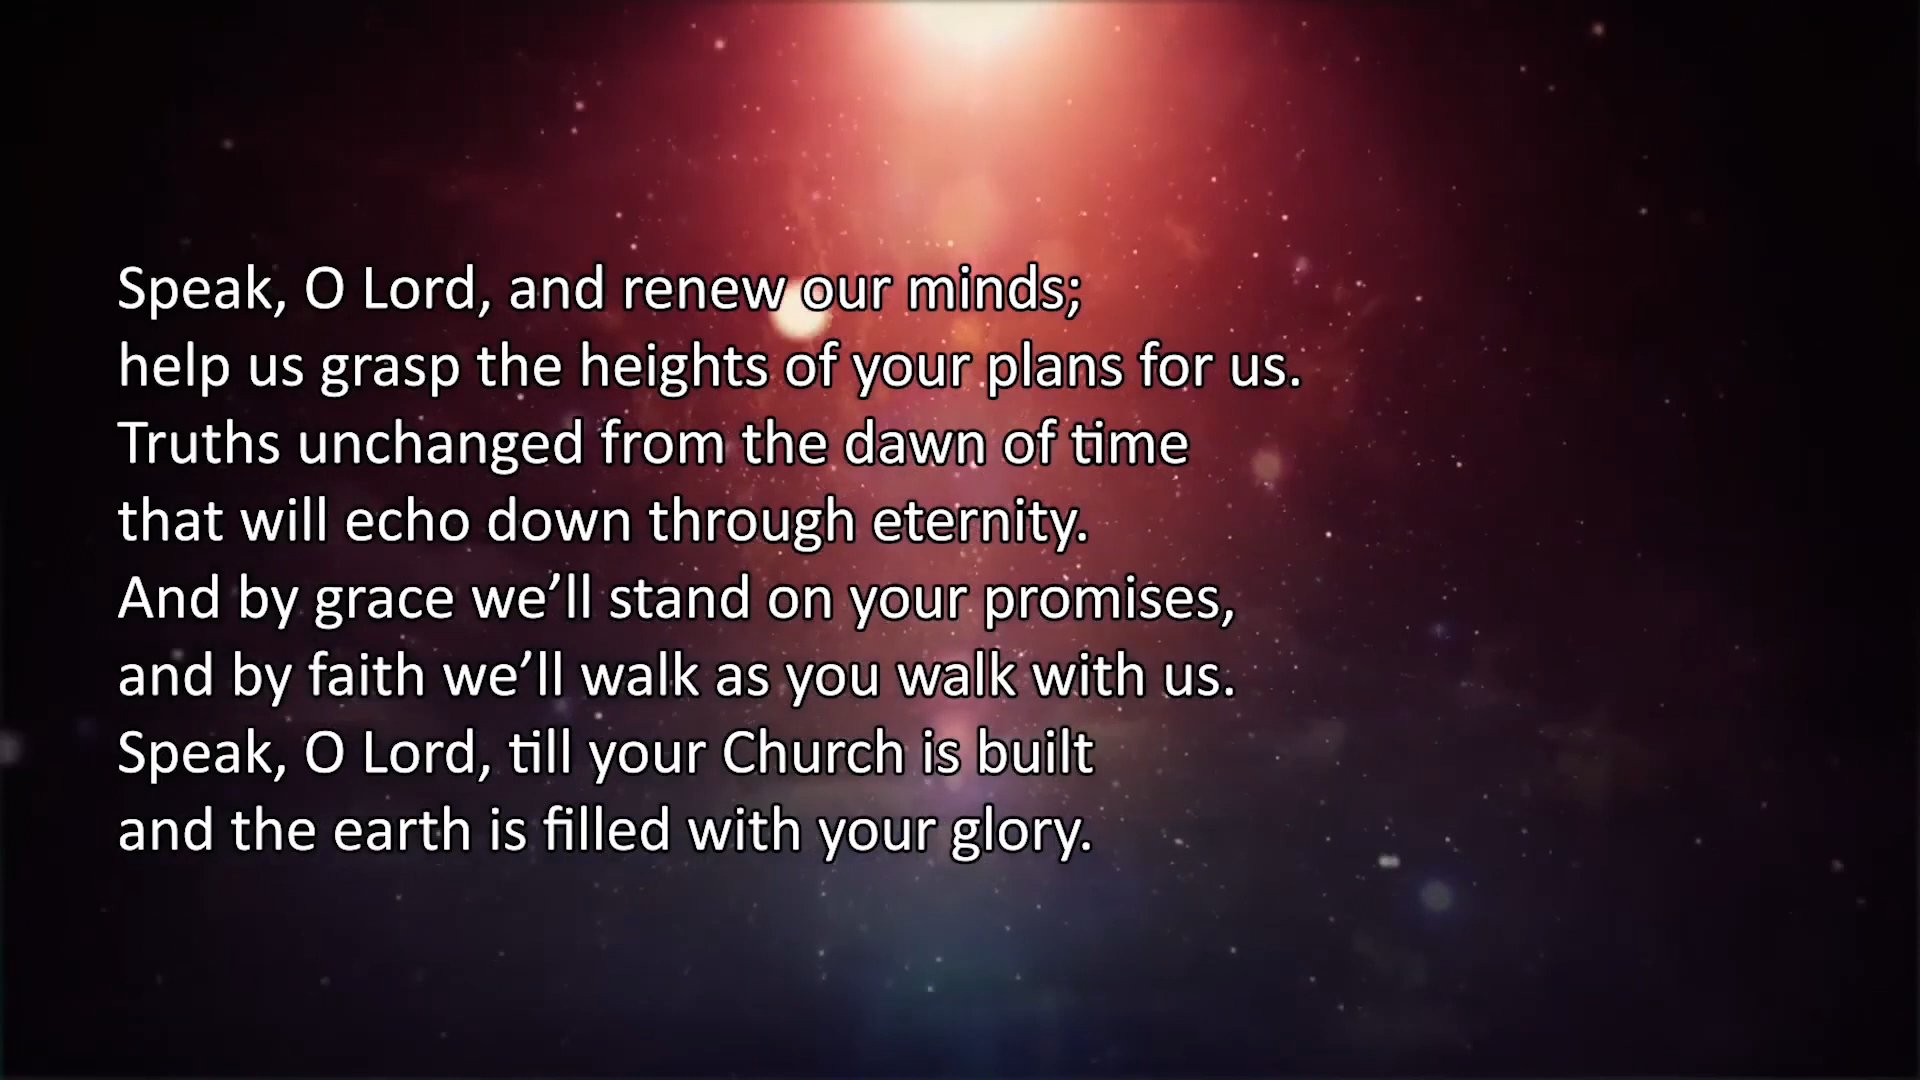 Speak, O Lord, and renew our minds;
help us grasp the heights of your plans for us.
Truths unchanged from the dawn of time
that will echo down through eternity.
And by grace we’ll stand on your promises,
and by faith we’ll walk as you walk with us.
Speak, O Lord, till your Church is built
and the earth is filled with your glory.